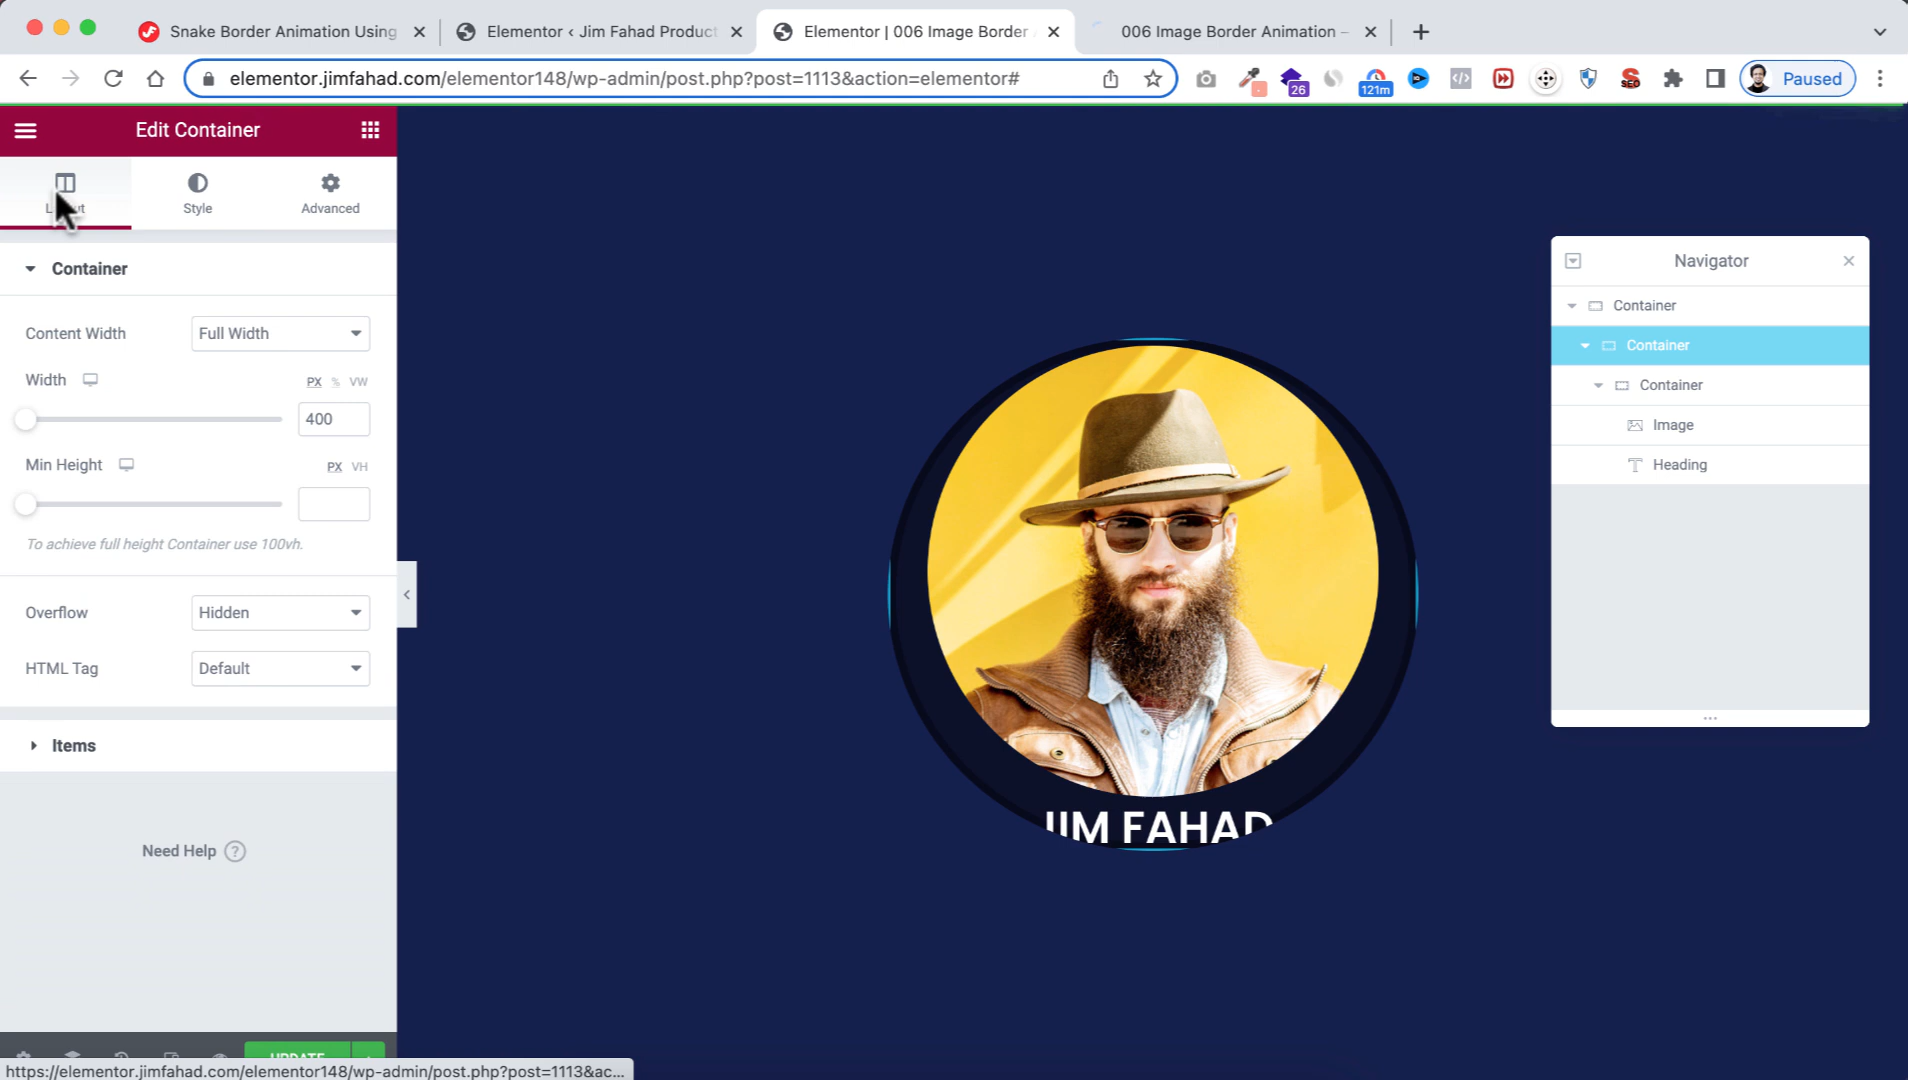 Snake Border Animation Using
Elementor ‹ Jim Fahad Product
Elementor | 006 Image Border
006 Image Border Animation –
elementor.jimfahad.com/elementor148/wp-admin/post.php?post=1113&action=elementor#
26
121m
SEO
Paused
Edit Container
Style
Advanced
Container
Content Width
Full Width
Width
PX % VW
400
Min Height
PX VH
To achieve full height Container use 100vh.
Overflow
Hidden
HTML Tag
Default
Items
Need Help ?
UPDATE
https://elementor.jimfahad.com/elementor148/wp-admin/post.php?post=1113&ac...
JIM FAHAD
Navigator
Container
Container
Container
Image
Heading